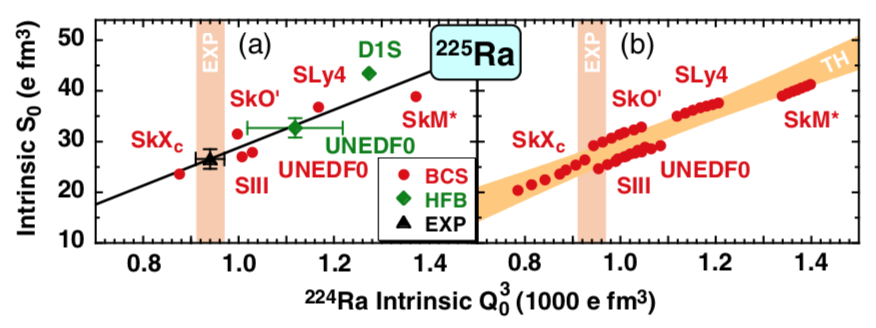 Intrinsic S₀ (e fm³)
50
40
30
20
10
EXP
(a)
D1S
²²⁵Ra
SLy4
SkO'
SkM*
SkXc
UNEDF0
UNEDF0
SIII
BCS
HFB
EXP
0.8
1.0
1.2
1.4
EXP
(b)
TH
SLy4
SkO'
SkM*
SkXc
UNEDF0
SIII
0.8
1.0
1.2
1.4
²²⁴Ra Intrinsic Q₀³ (1000 e fm³)